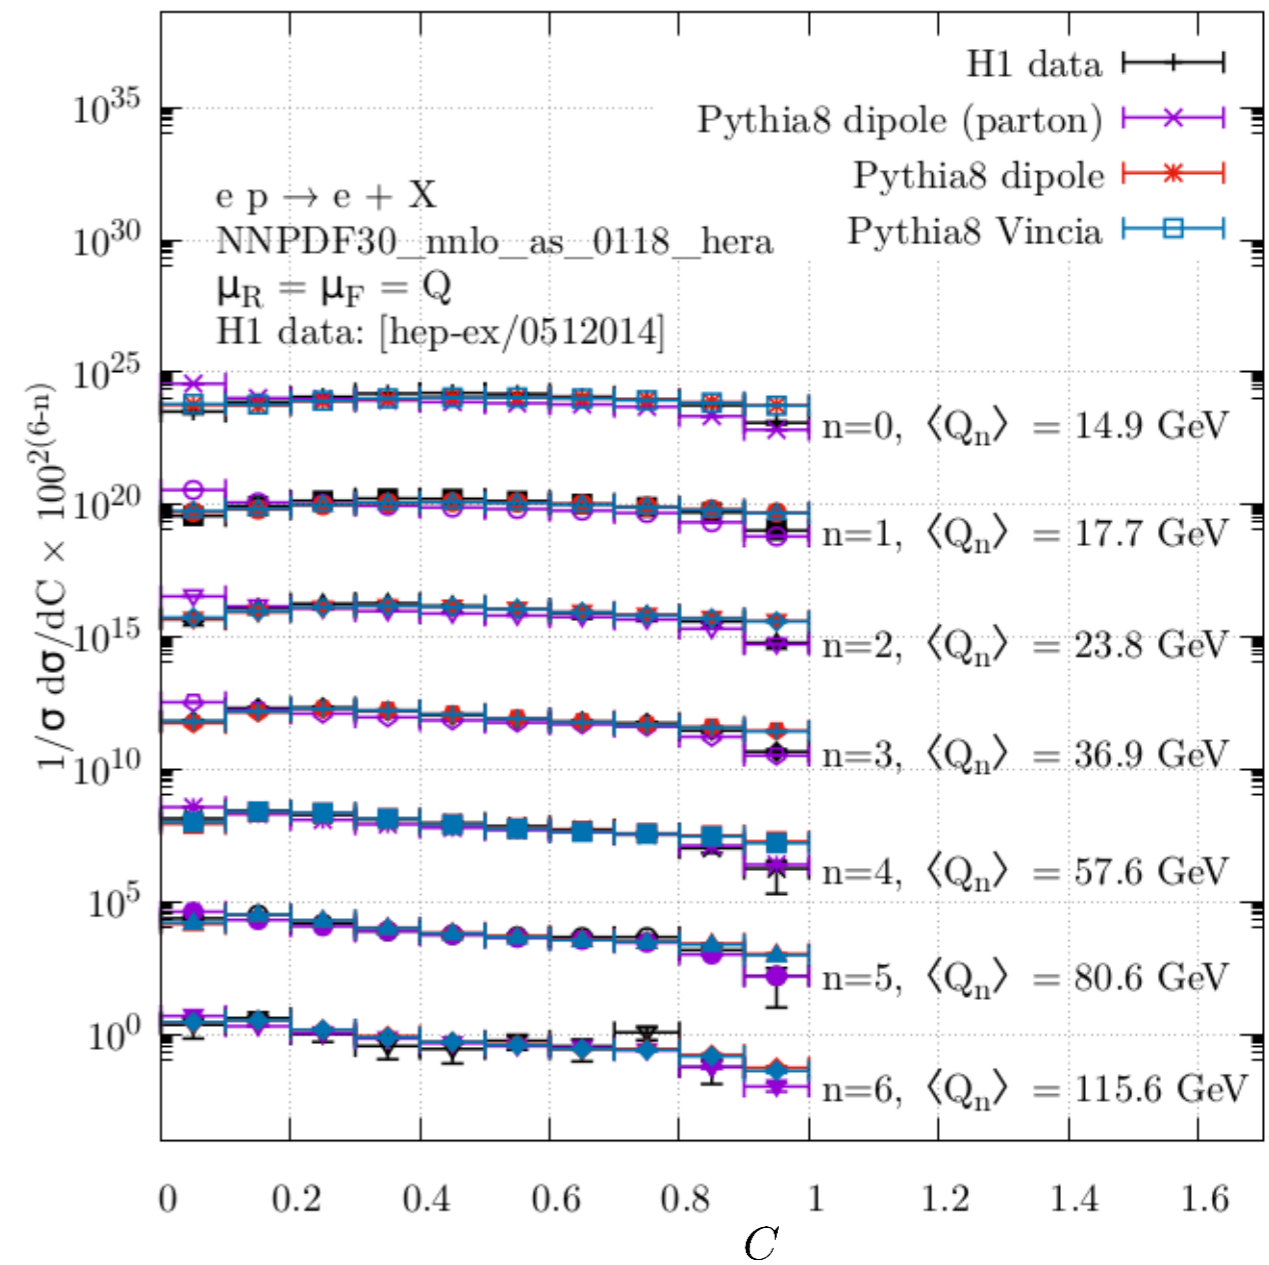 H1 data
Pythia8 dipole (parton)
Pythia8 dipole
Pythia8 Vincia
e p → e + X
NNPDF30_nnlo_as_0118_hera
μR = μF = Q
H1 data: [hep-ex/0512014]
1/σ dσ/dC × 100^2(6-n)
10^35
10^30
10^25
10^20
10^15
10^10
10^5
10^0
n=0, ⟨Qn⟩ = 14.9 GeV
n=1, ⟨Qn⟩ = 17.7 GeV
n=2, ⟨Qn⟩ = 23.8 GeV
n=3, ⟨Qn⟩ = 36.9 GeV
n=4, ⟨Qn⟩ = 57.6 GeV
n=5, ⟨Qn⟩ = 80.6 GeV
n=6, ⟨Qn⟩ = 115.6 GeV
0 0.2 0.4 0.6 0.8 1 1.2 1.4 1.6
C